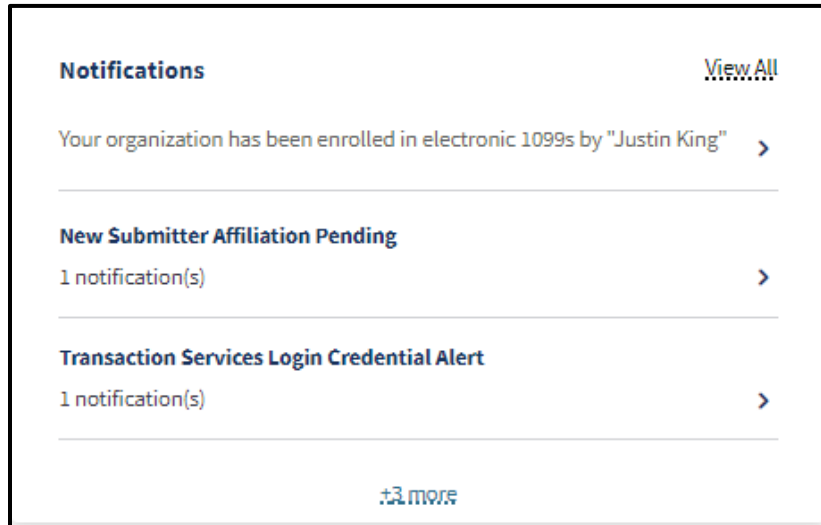 Notifications
View All
Your organization has been enrolled in electronic 1099s by "Justin King"
New Submitter Affiliation Pending
1 notification(s)
Transaction Services Login Credential Alert
1 notification(s)
+3 more